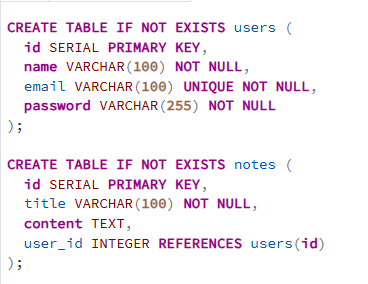 CREATE TABLE IF NOT EXISTS users (
  id SERIAL PRIMARY KEY,
  name VARCHAR(100) NOT NULL,
  email VARCHAR(100) UNIQUE NOT NULL,
  password VARCHAR(255) NOT NULL
);

CREATE TABLE IF NOT EXISTS notes (
  id SERIAL PRIMARY KEY,
  title VARCHAR(100) NOT NULL,
  content TEXT,
  user_id INTEGER REFERENCES users(id)
);